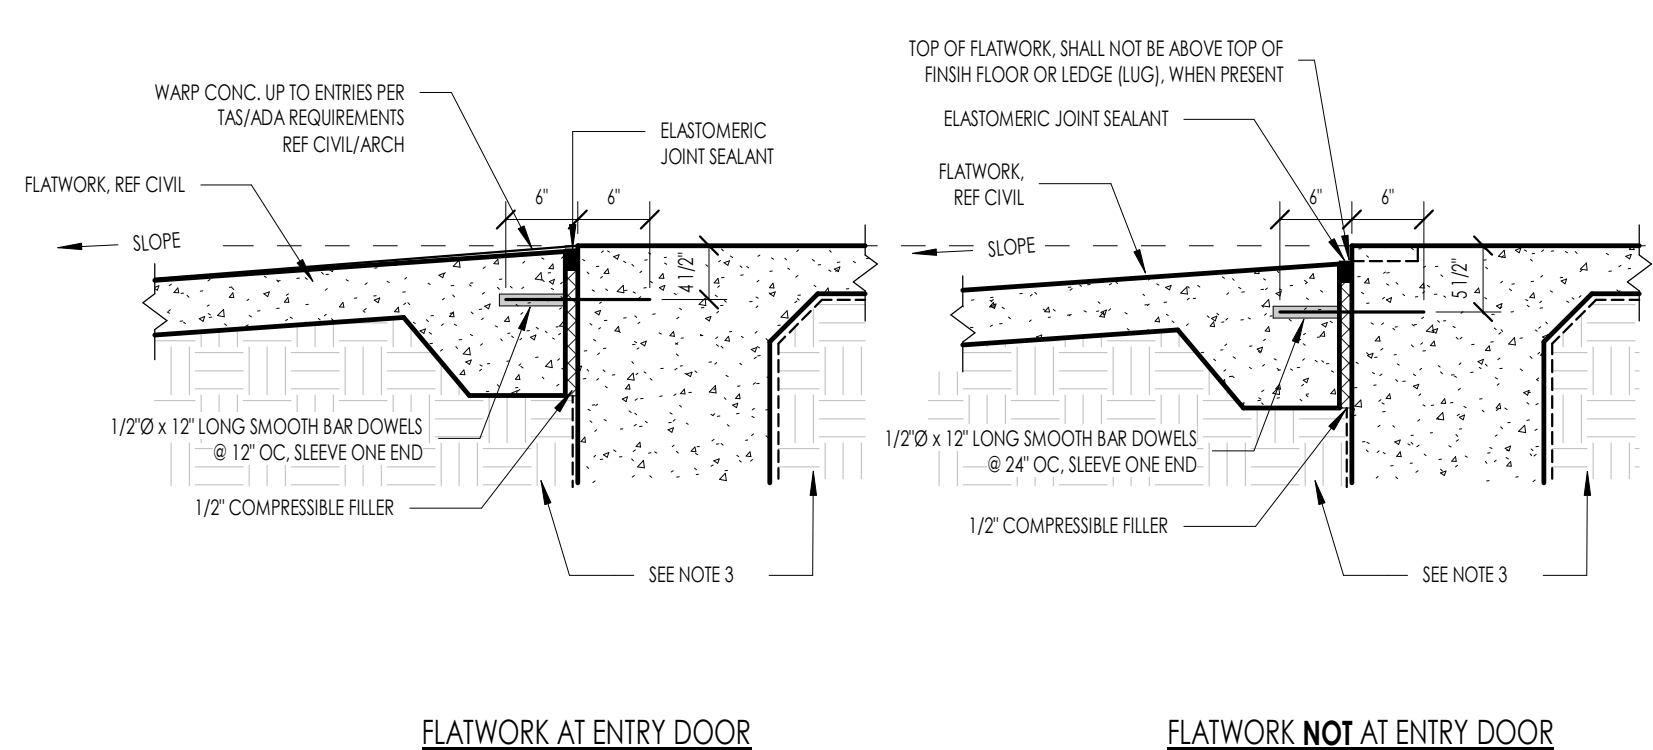 WARP CONC. UP TO ENTRIES PER
TAS/ADA REQUIREMENTS
REF CIVIL/ARCH
ELASTOMERIC
JOINT SEALANT
FLATWORK, REF CIVIL
6"
6"
SLOPE
4 1/2"
1/2"Ø x 12" LONG SMOOTH BAR DOWELS
@ 12" OC, SLEEVE ONE END
1/2" COMPRESSIBLE FILLER
SEE NOTE 3
FLATWORK AT ENTRY DOOR
TOP OF FLATWORK, SHALL NOT BE ABOVE TOP OF
FINSIH FLOOR OR LEDGE (LUG), WHEN PRESENT
ELASTOMERIC JOINT SEALANT
FLATWORK,
REF CIVIL
6"
6"
SLOPE
5 1/2"
1/2"Ø x 12" LONG SMOOTH BAR DOWELS
@ 24" OC, SLEEVE ONE END
1/2" COMPRESSIBLE FILLER
SEE NOTE 3
FLATWORK NOT AT ENTRY DOOR